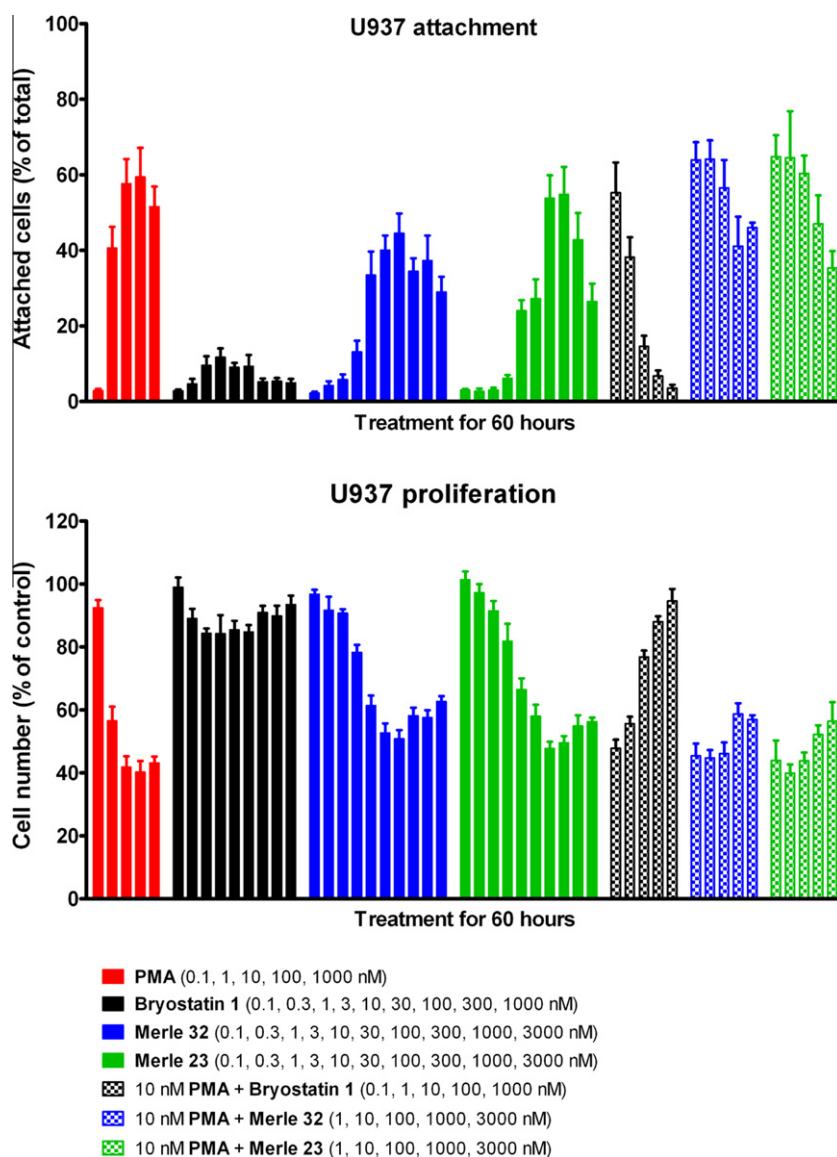 U937 attachment
Attached cells (% of total)
100
80
60
40
20
0
Treatment for 60 hours
U937 proliferation
Cell number (% of control)
120
100
80
60
40
20
0
Treatment for 60 hours
PMA (0.1, 1, 10, 100, 1000 nM)
Bryostatin 1 (0.1, 0.3, 1, 3, 10, 30, 100, 300, 1000 nM)
Merle 32 (0.1, 0.3, 1, 3, 10, 30, 100, 300, 1000, 3000 nM)
Merle 23 (0.1, 0.3, 1, 3, 10, 30, 100, 300, 1000, 3000 nM)
10 nM PMA + Bryostatin 1 (0.1, 1, 10, 100, 1000 nM)
10 nM PMA + Merle 32 (1, 10, 100, 1000, 3000 nM)
10 nM PMA + Merle 23 (1, 10, 100, 1000, 3000 nM)